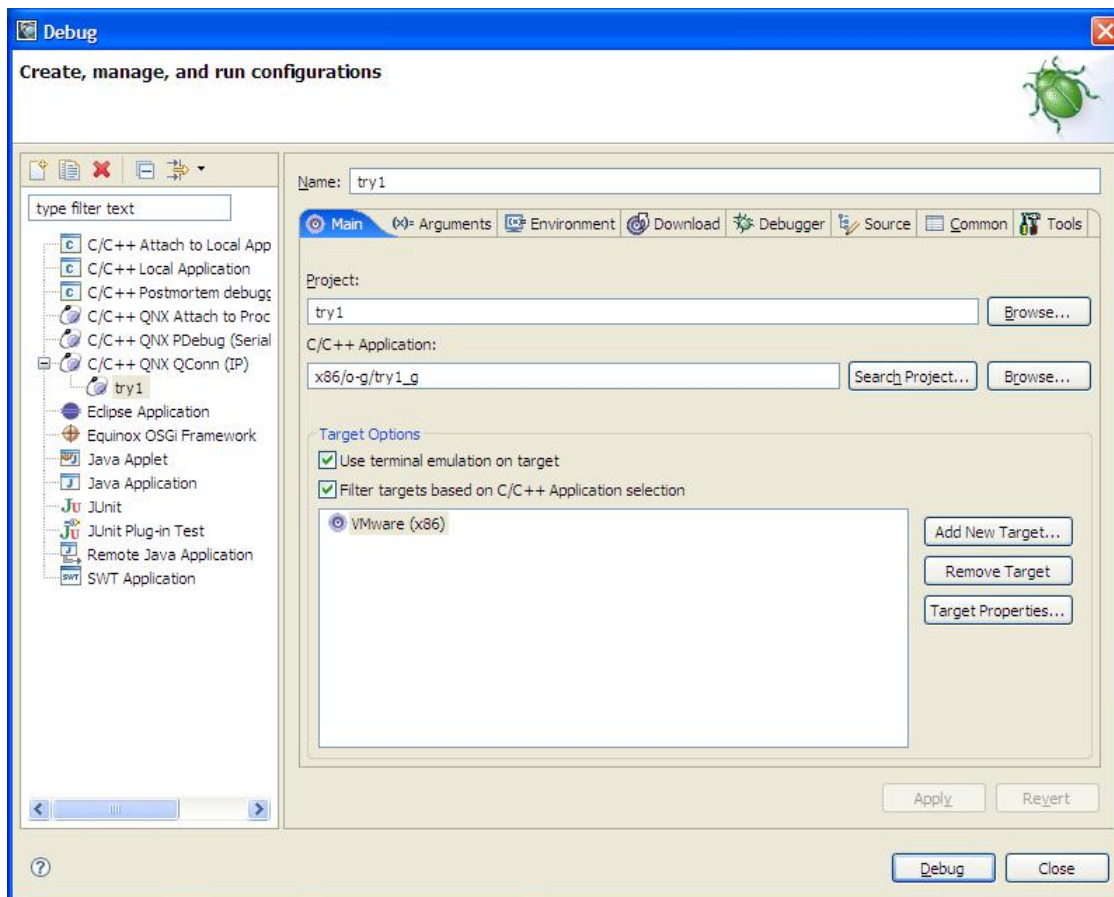 Debug
Create, manage, and run configurations
type filter text
C/C++ Attach to Local App
C/C++ Local Application
C/C++ Postmortem debugg
C/C++ QNX Attach to Proc
C/C++ QNX PDebug (Serial
C/C++ QNX QConn (IP)
try1
Eclipse Application
Equinox OSGi Framework
Java Applet
Java Application
JUnit
JUnit Plug-in Test
Remote Java Application
SWT Application
Name: try1
Main (x)= Arguments Environment Download Debugger Source Common Tools
Project:
try1 Browse...
C/C++ Application:
x86/o-g/try1_g Search Project... Browse...
Target Options
Use terminal emulation on target
Filter targets based on C/C++ Application selection
VMware (x86)
Add New Target...
Remove Target
Target Properties...
Apply Revert
Debug Close